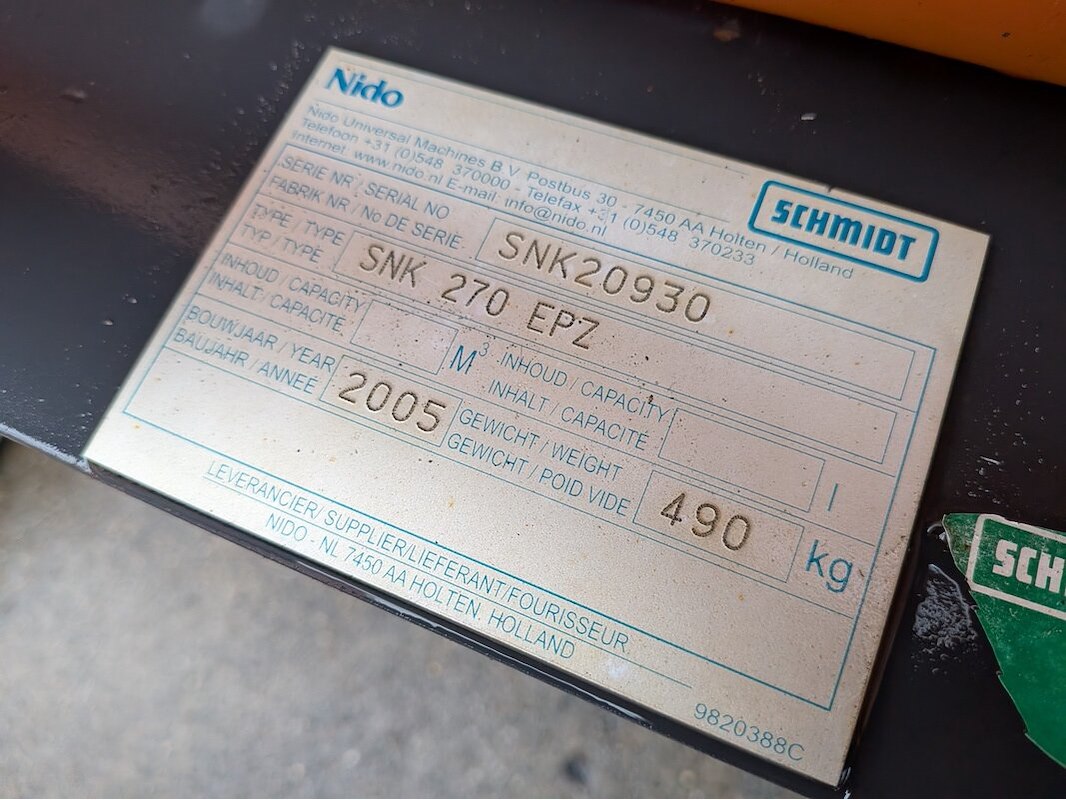 Nido
SCHMIDT
Nido Universal Machines B.V. Postbus 30 - 7450 AA Holten / Holland
Telefoon +31 (0)548 370000 - Telefax +31 (0)548 370233
Internet: www.nido.nl E-mail: info@nido.nl
SERIE NR / SERIAL NO
FABRIK NR / No DE SERIE
SNK20930
TYPE / TYPE
TYP / TYPE
SNK 270 EPZ
INHOUD / CAPACITY
INHALT / CAPACITÉ
M³
INHOUD / CAPACITY
INHALT / CAPACITÉ
l
BOUWJAAR / YEAR
BAUJAHR / ANNEÉ
2005
GEWICHT / WEIGHT
GEWICHT / POID VIDE
490
kg
LEVERANCIER/ SUPPLIER/LIEFERANT/FOURISSEUR
NIDO - NL 7450 AA HOLTEN, HOLLAND
9820388C
SCH